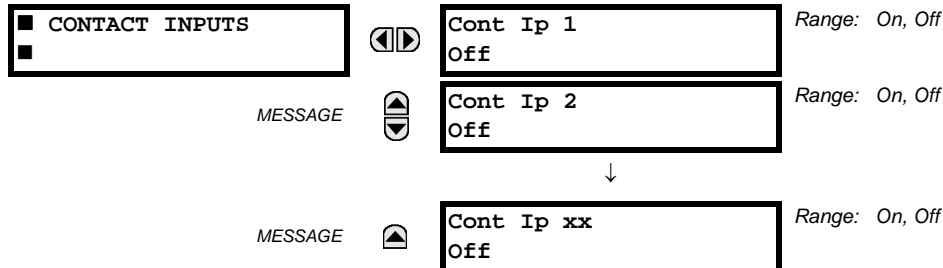 ■ CONTACT INPUTS
■
Cont Ip 1
Off
Range: On, Off
MESSAGE
Cont Ip 2
Off
Range: On, Off
↓
MESSAGE
Cont Ip xx
Off
Range: On, Off